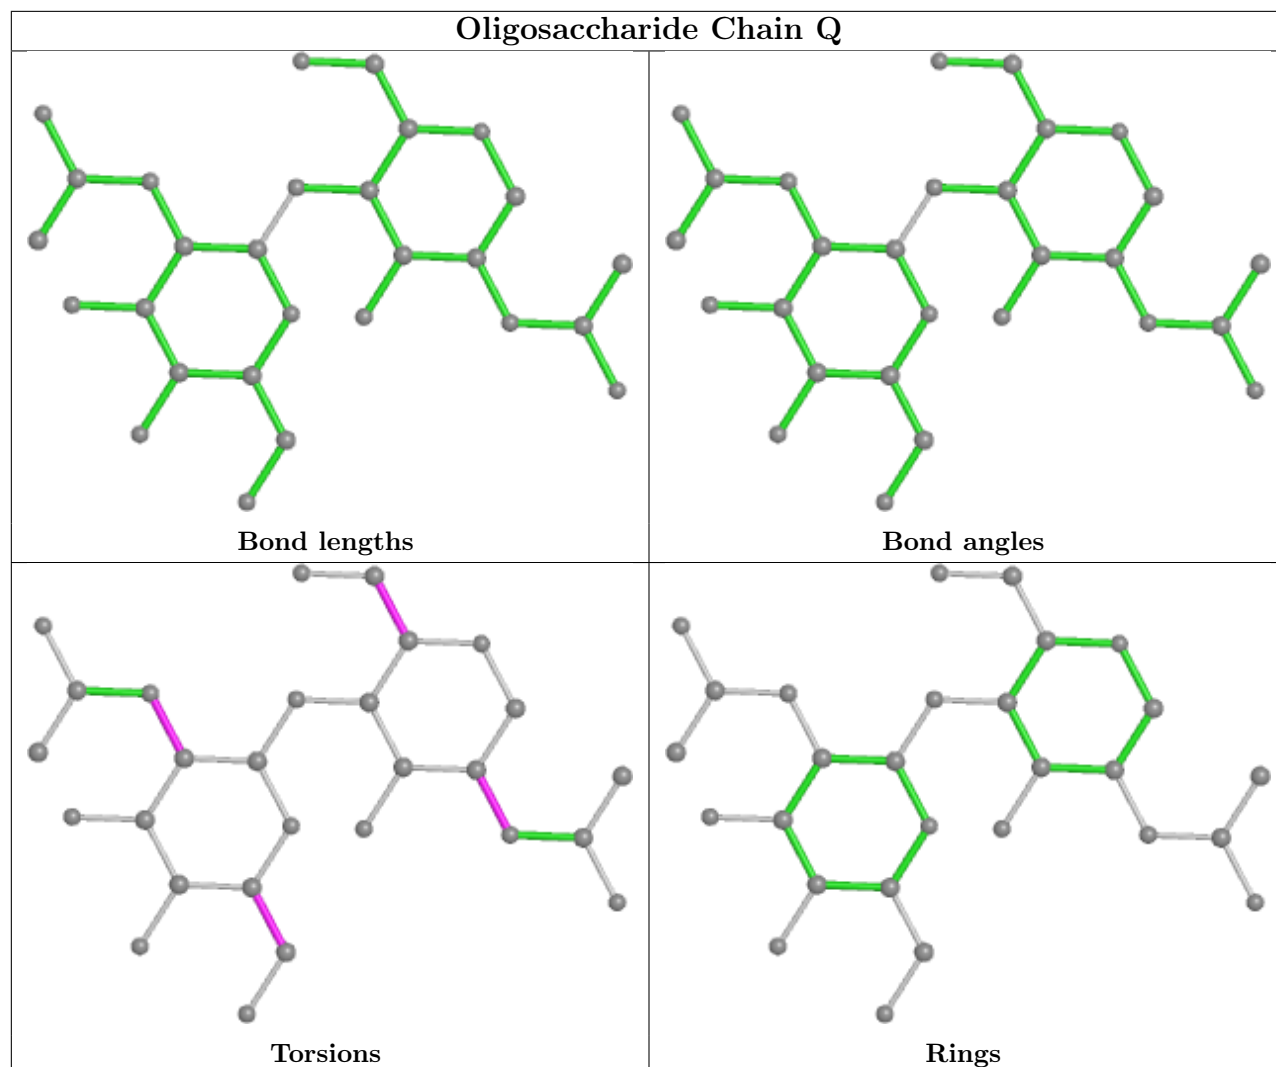 Oligosaccharide Chain Q
Bond lengths
Bond angles
Torsions
Rings